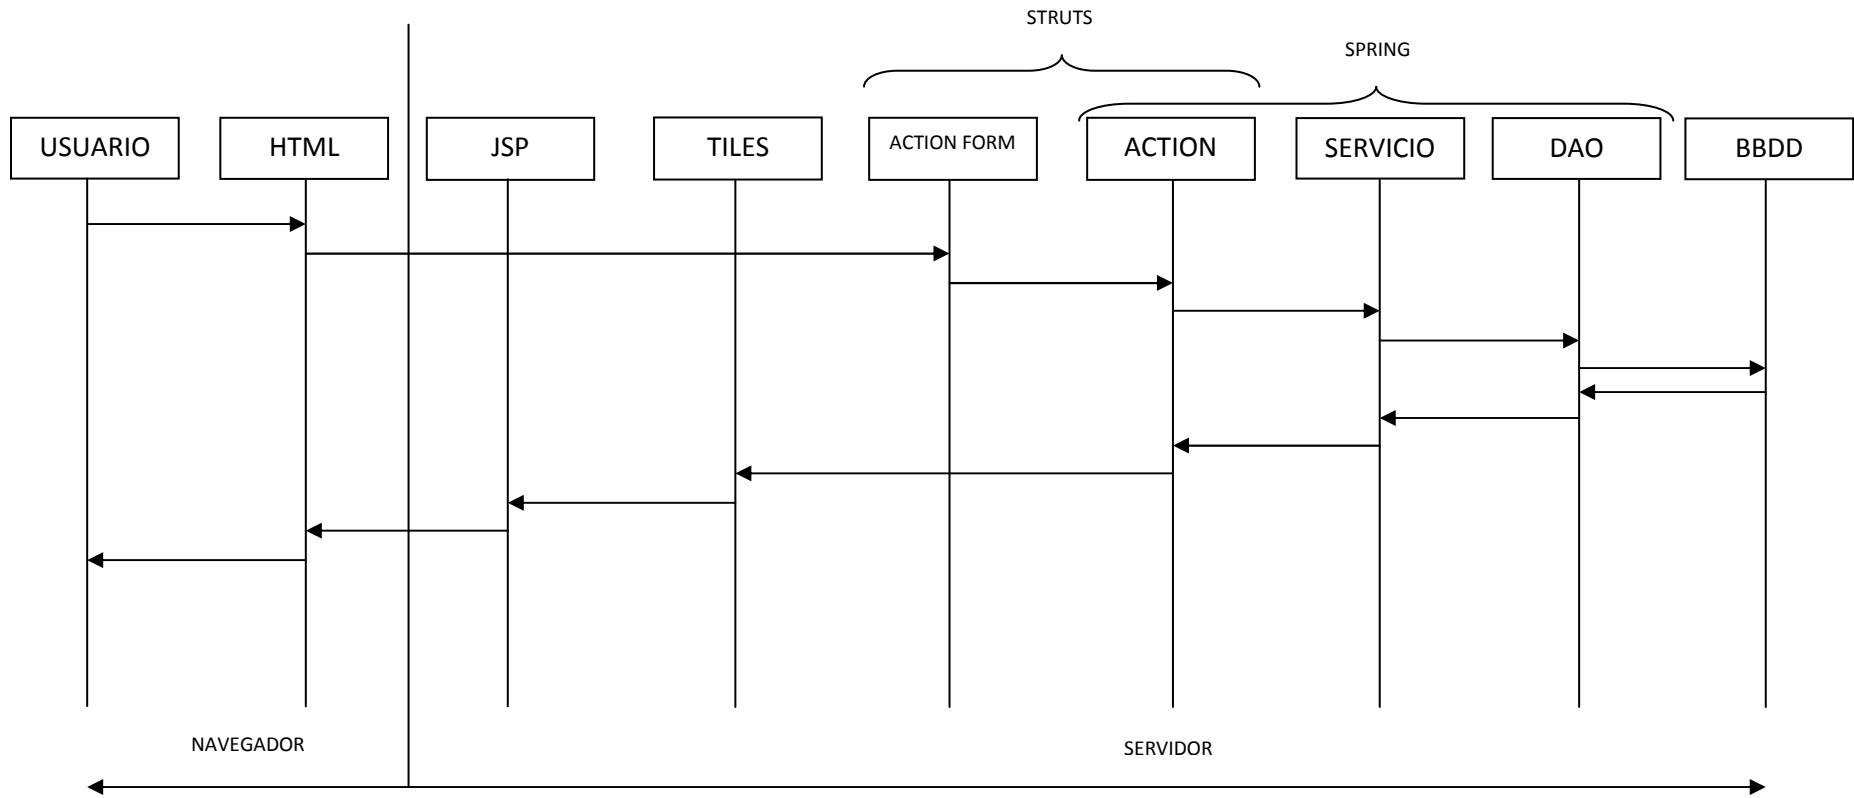 STRUTS
SPRING
USUARIO
HTML
JSP
TILES
ACTION FORM
ACTION
SERVICIO
DAO
BBDD
NAVEGADOR
SERVIDOR